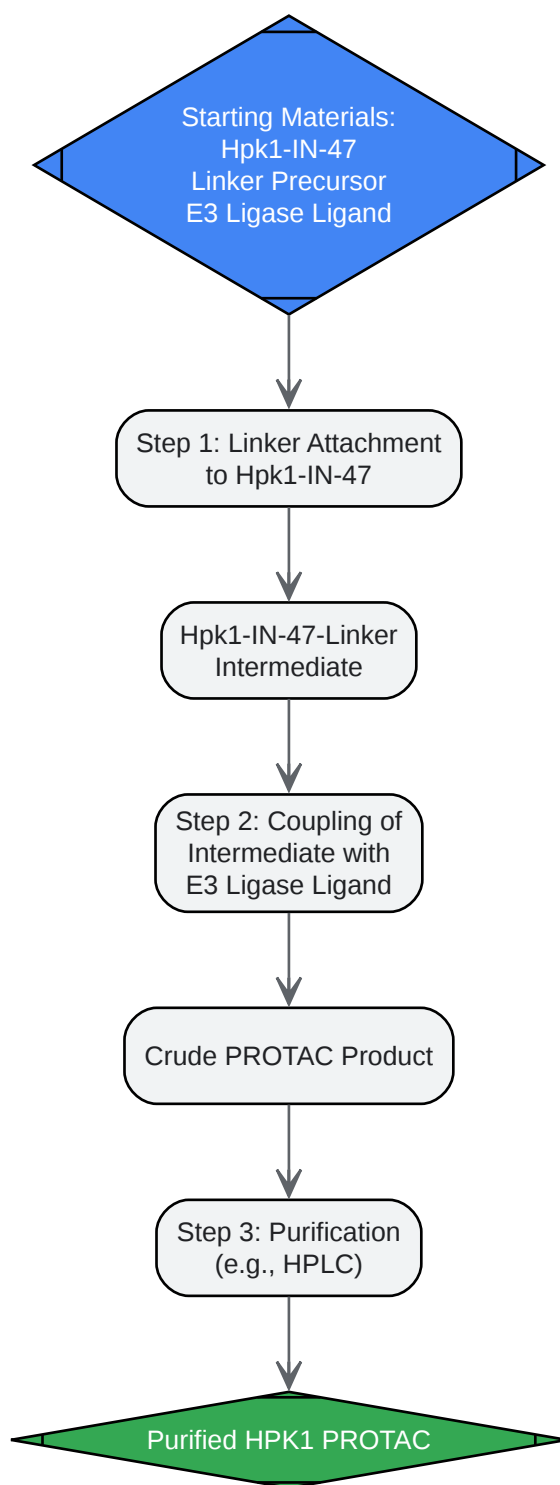 Starting Materials:
Hpk1-IN-47
Linker Precursor
E3 Ligase Ligand
Step 1: Linker Attachment
to Hpk1-IN-47
Hpk1-IN-47-Linker
Intermediate
Step 2: Coupling of
Intermediate with
E3 Ligase Ligand
Crude PROTAC Product
Step 3: Purification
(e.g., HPLC)
Purified HPK1 PROTAC